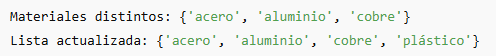 Materiales distintos: {'acero', 'aluminio', 'cobre'}
Lista actualizada: {'acero', 'aluminio', 'cobre', 'plástico'}